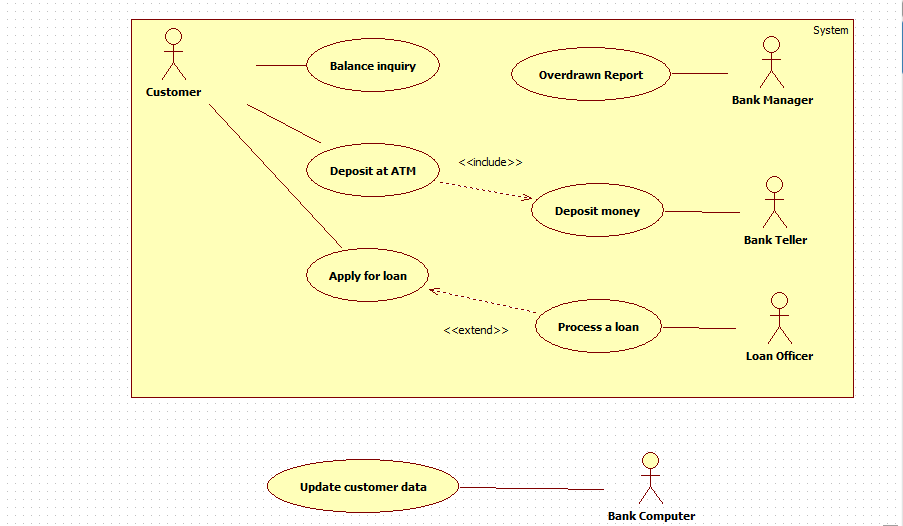 System
Customer
Balance inquiry
Overdrawn Report
Bank Manager
Deposit at ATM
<<include>>
Deposit money
Bank Teller
Apply for loan
<<extend>>
Process a loan
Loan Officer
Update customer data
Bank Computer